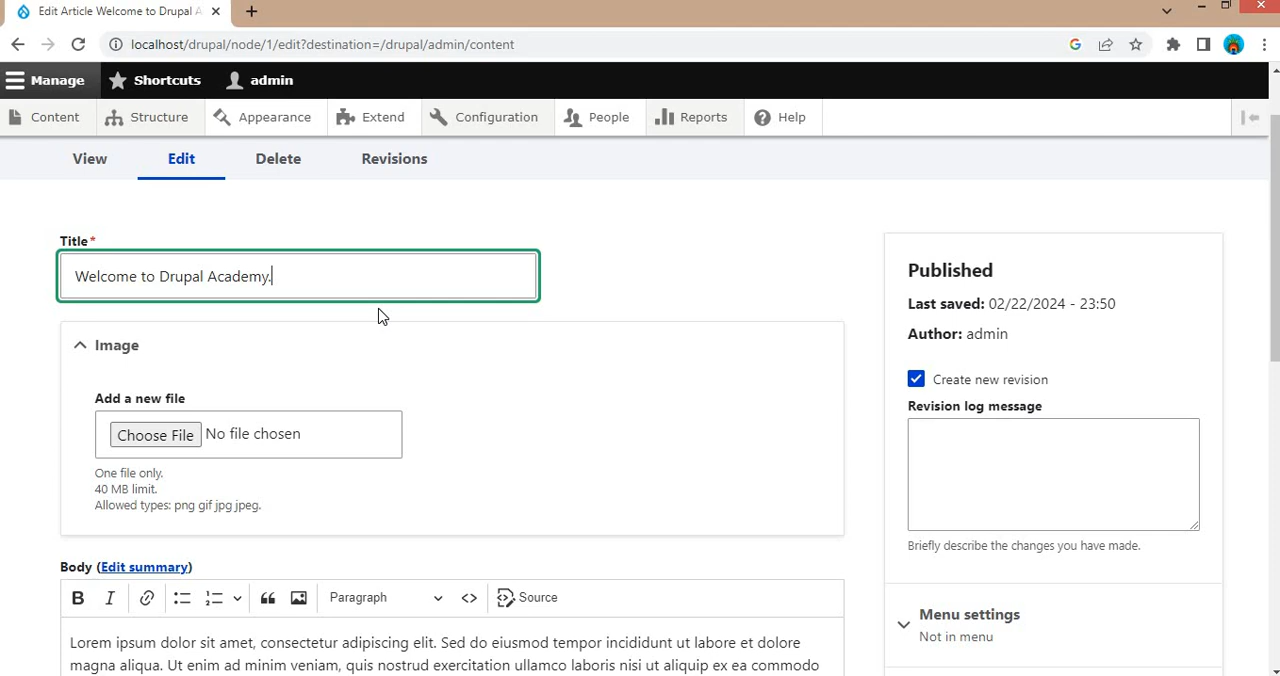 Edit Article Welcome to Drupal A
localhost/drupal/node/1/edit?destination=/drupal/admin/content
Manage Shortcuts admin
Content Structure Appearance Extend Configuration People Reports Help
View Edit Delete Revisions
Title*
Welcome to Drupal Academy.
Image
Add a new file
Choose File No file chosen
One file only.
40 MB limit.
Allowed types: png gif jpg jpeg.
Body (Edit summary)
B I Paragraph Source
Lorem ipsum dolor sit amet, consectetur adipiscing elit. Sed do eiusmod tempor incididunt ut labore et dolore
magna aliqua. Ut enim ad minim veniam, quis nostrud exercitation ullamco laboris nisi ut aliquip ex ea commodo
Published
Last saved: 02/22/2024 - 23:50
Author: admin
Create new revision
Revision log message
Briefly describe the changes you have made.
Menu settings
Not in menu